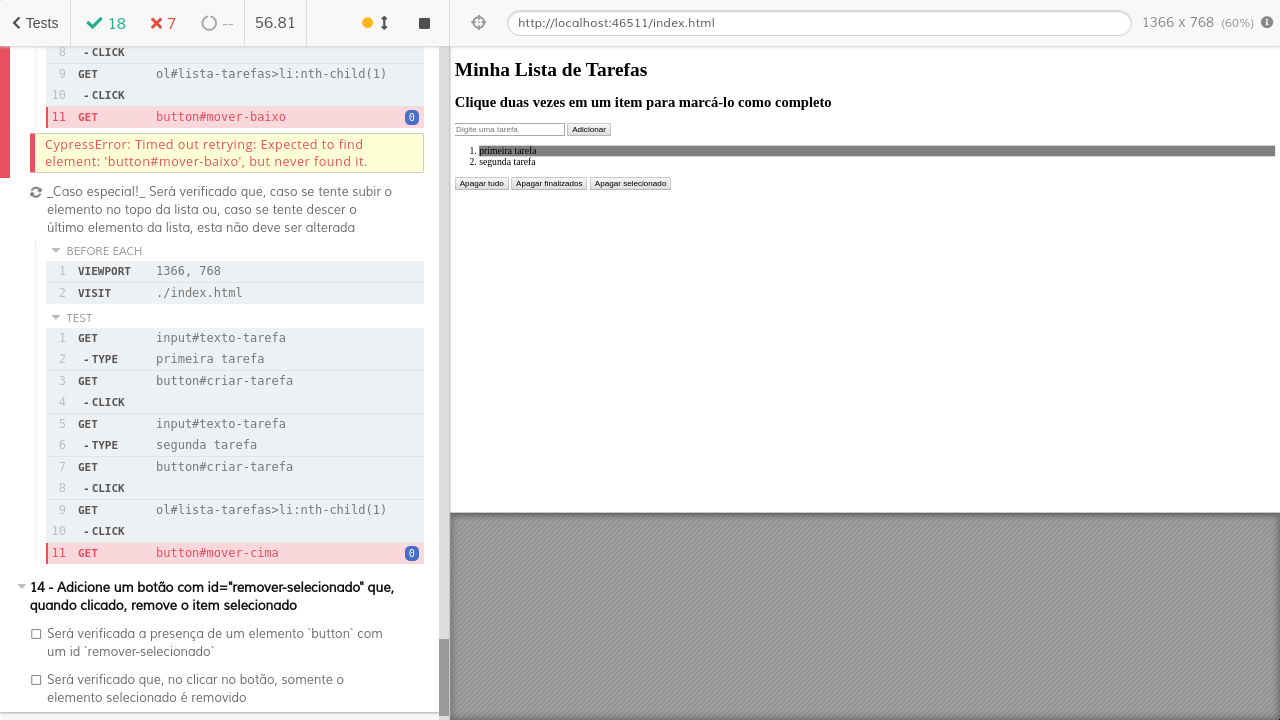 Tests 18 7 -- 56.81
http://localhost:46511/index.html 1366 x 768 (60%)
8 - CLICK
9 GET ol#lista-tarefas>li:nth-child(1)
10 - CLICK
11 GET button#mover-baixo 0
CypressError: Timed out retrying: Expected to find
element: 'button#mover-baixo', but never found it.
_Caso especial!_ Será verificado que, caso se tente subir o
elemento no topo da lista ou, caso se tente descer o
último elemento da lista, esta não deve ser alterada
BEFORE EACH
1 VIEWPORT 1366, 768
2 VISIT ./index.html
TEST
1 GET input#texto-tarefa
2 - TYPE primeira tarefa
3 GET button#criar-tarefa
4 - CLICK
5 GET input#texto-tarefa
6 - TYPE segunda tarefa
7 GET button#criar-tarefa
8 - CLICK
9 GET ol#lista-tarefas>li:nth-child(1)
10 - CLICK
11 GET button#mover-cima 0
14 - Adicione um botão com id="remover-selecionado" que,
quando clicado, remove o item selecionado
Será verificada a presença de um elemento `button` com
um id `remover-selecionado`
Será verificado que, no clicar no botão, somente o
elemento selecionado é removido
Minha Lista de Tarefas
Clique duas vezes em um item para marcá-lo como completo
Digite uma tarefa Adicionar
1. primeira tarefa
2. segunda tarefa
Apagar tudo Apagar finalizados Apagar selecionado